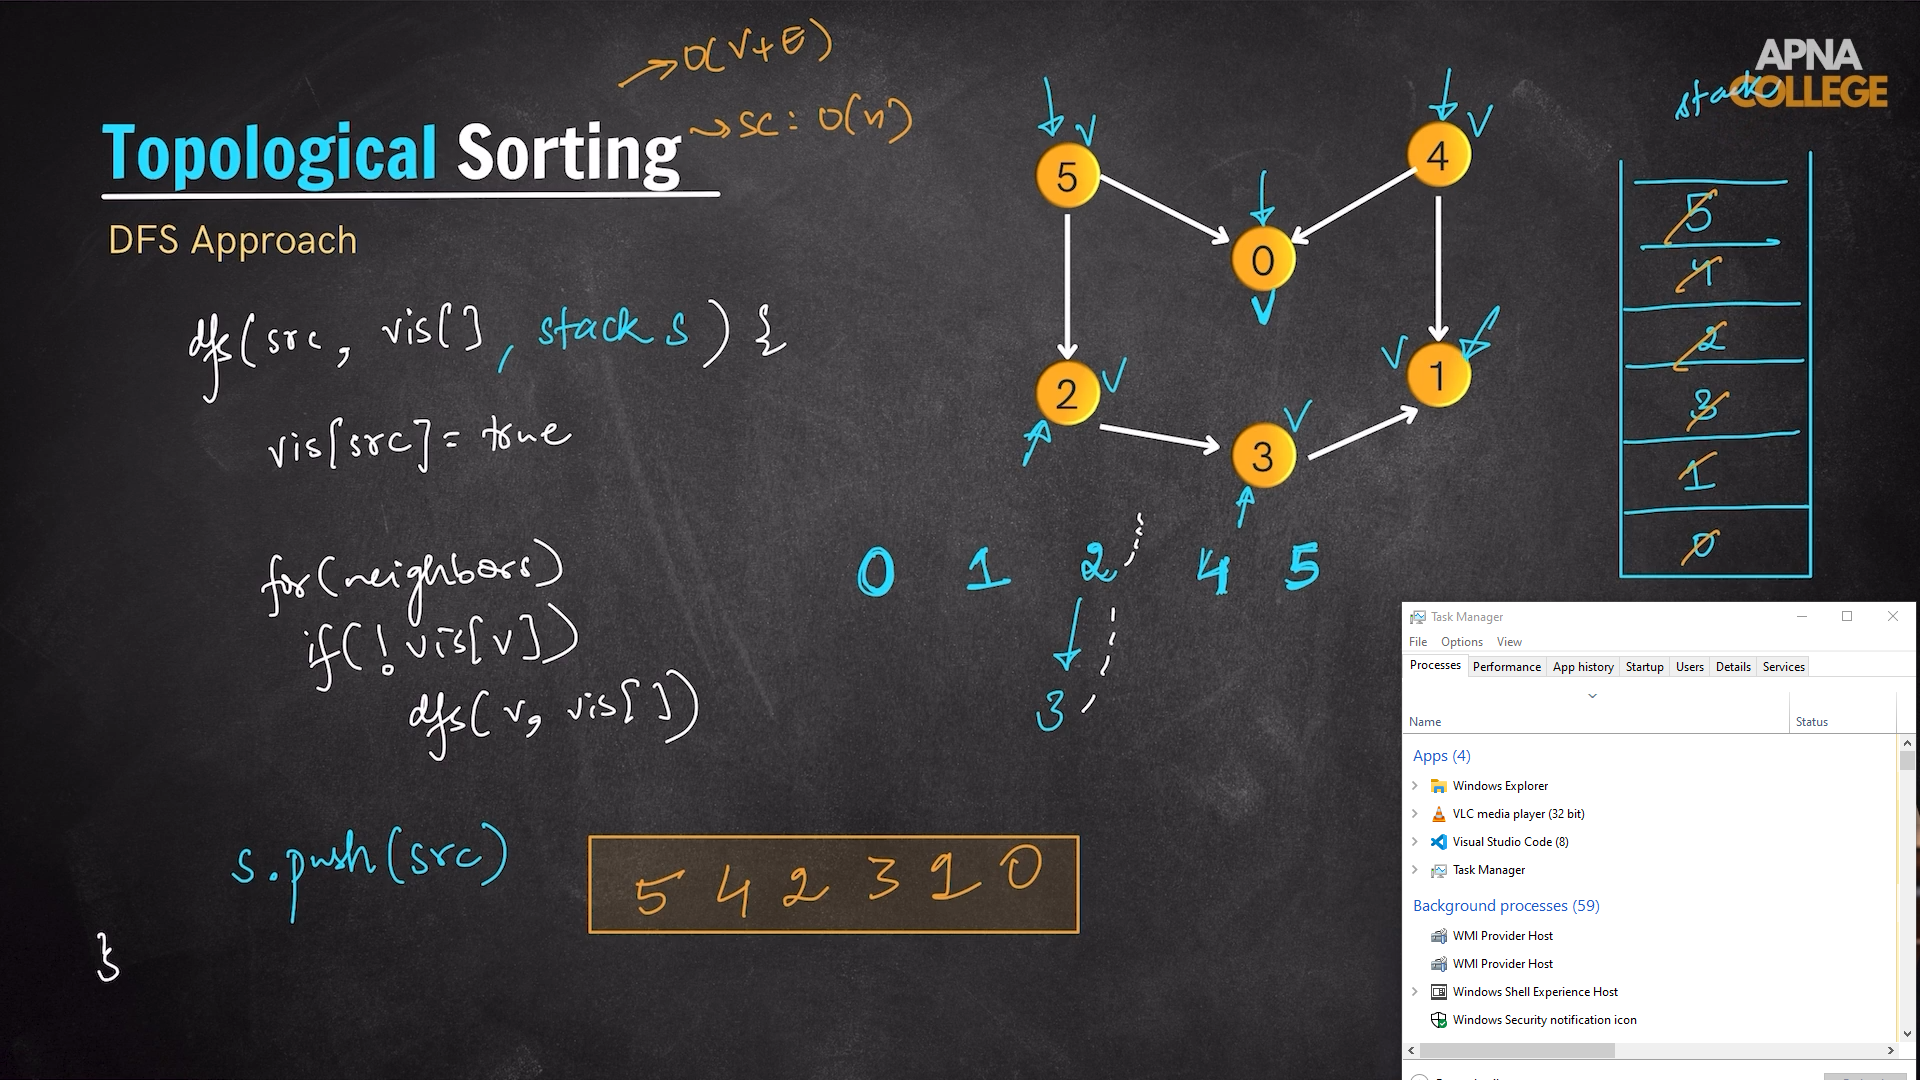 → O(V+E)
→ SC: O(n)
Topological Sorting
DFS Approach
dfs(src, vis[], stack s) {
vis[src] = true
for(neighbors)
if(!vis[v])
dfs(v, vis[])
s.push(src)
}
5 4 2 3 1 0
5
4
0
2
1
3
0 1 2 4 5
3
APNA
COLLEGE
stack
5
4
2
3
1
0
Task Manager
File Options View
Processes Performance App history Startup Users Details Services
Name Status
Apps (4)
Windows Explorer
VLC media player (32 bit)
Visual Studio Code (8)
Task Manager
Background processes (59)
WMI Provider Host
WMI Provider Host
Windows Shell Experience Host
Windows Security notification icon